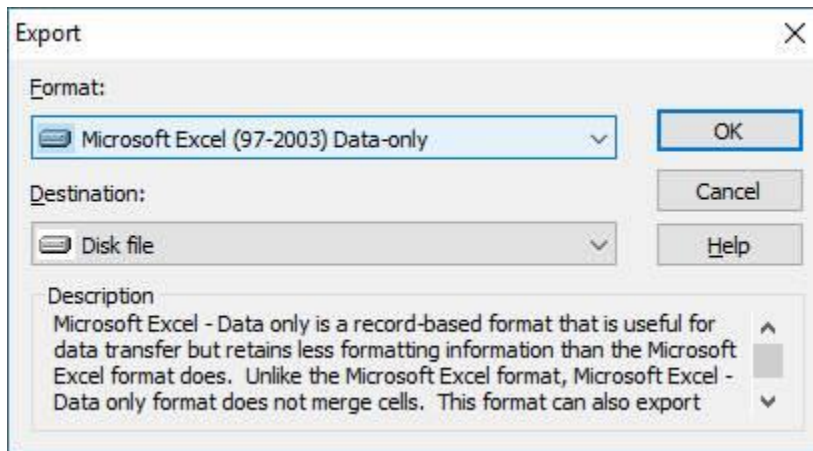 Export
Format:
Microsoft Excel (97-2003) Data-only
OK
Destination:
Cancel
Disk file
Help
Description
Microsoft Excel - Data only is a record-based format that is useful for
data transfer but retains less formatting information than the Microsoft
Excel format does.  Unlike the Microsoft Excel format, Microsoft Excel -
Data only format does not merge cells.  This format can also export